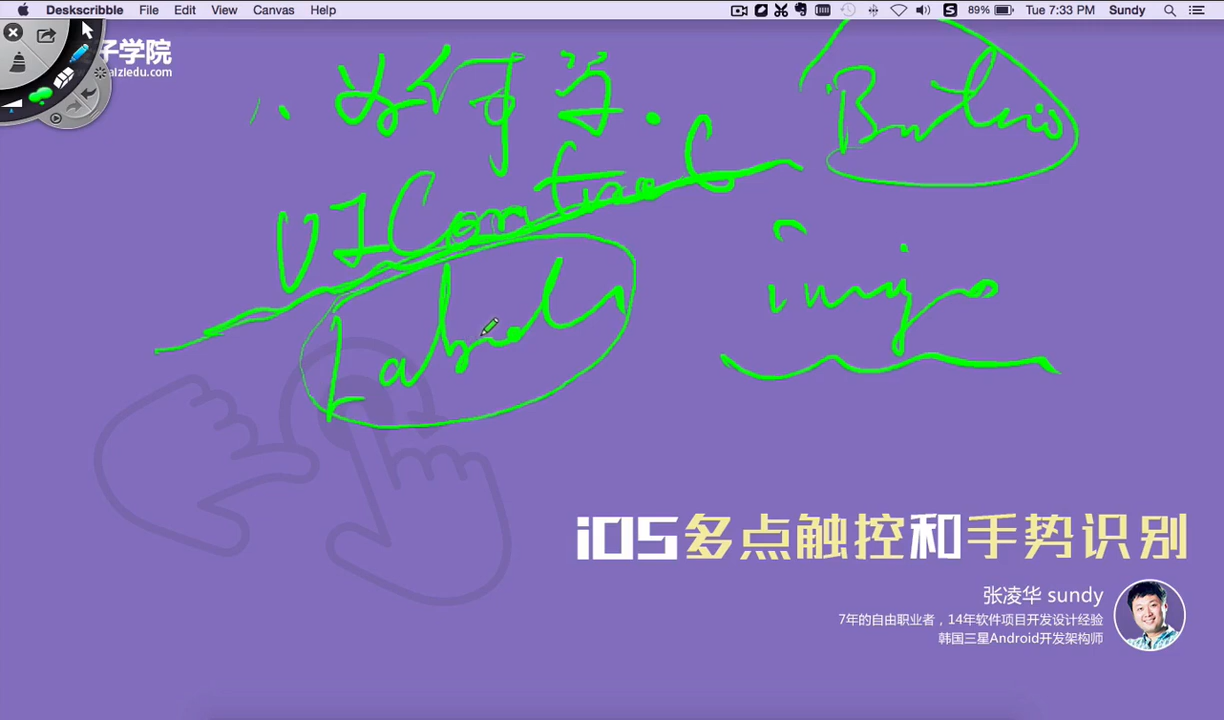 Deskscribble File Edit View Canvas Help 89% Tue 7:33 PM Sundy
子学院
aiziedu.com
1. 如何学.
Button
UIControl
Label
image
iOS多点触控和手势识别
张凌华 sundy
7年的自由职业者，14年软件项目开发设计经验
韩国三星Android开发架构师